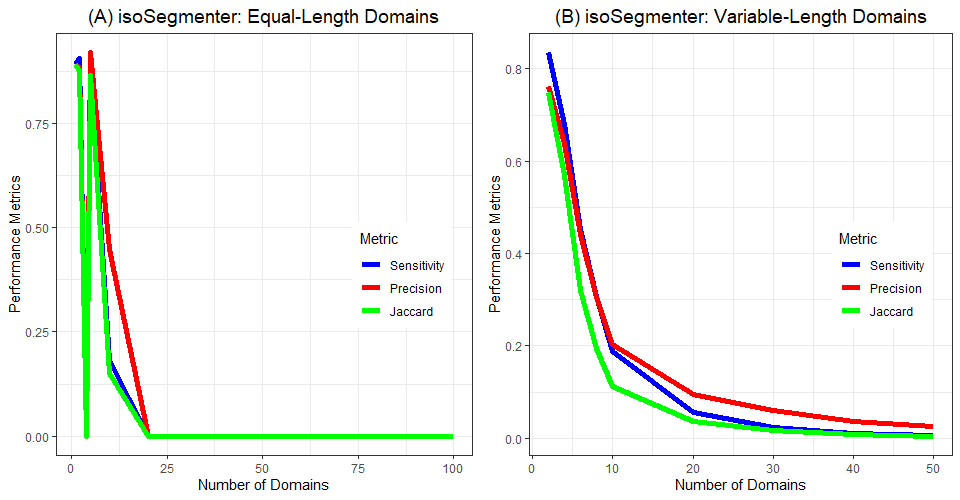 (A) isoSegmenter: Equal-Length Domains
Performance Metrics
0.75
0.50
0.25
0.00
0
25
50
75
100
Number of Domains
Metric
Sensitivity
Precision
Jaccard
(B) isoSegmenter: Variable-Length Domains
Performance Metrics
0.8
0.6
0.4
0.2
0.0
0
10
20
30
40
50
Number of Domains
Metric
Sensitivity
Precision
Jaccard